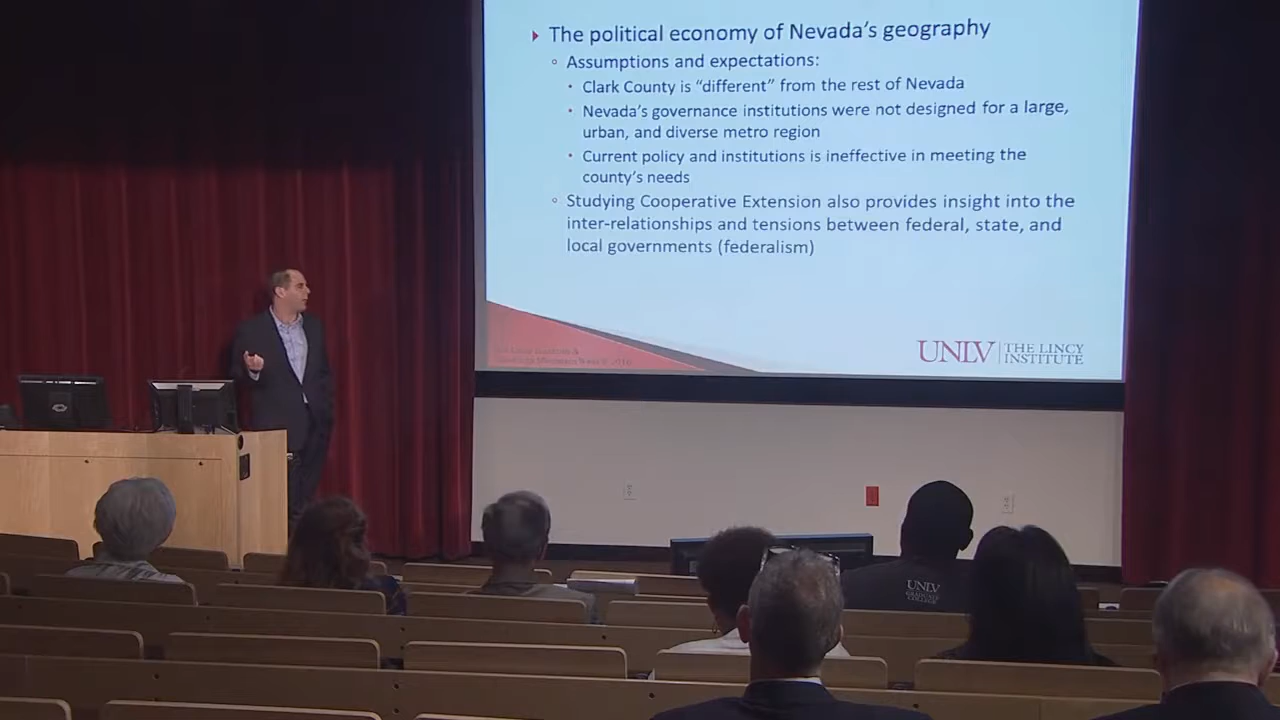 The political economy of Nevada's geography
Assumptions and expectations:
Clark County is "different" from the rest of Nevada
Nevada's governance institutions were not designed for a large,
urban, and diverse metro region
Current policy and institutions is ineffective in meeting the
county's needs
Studying Cooperative Extension also provides insight into the
inter-relationships and tensions between federal, state, and
local governments (federalism)
UNLV THE LINCY
INSTITUTE
UNLV
GRADUATE
COLLEGE